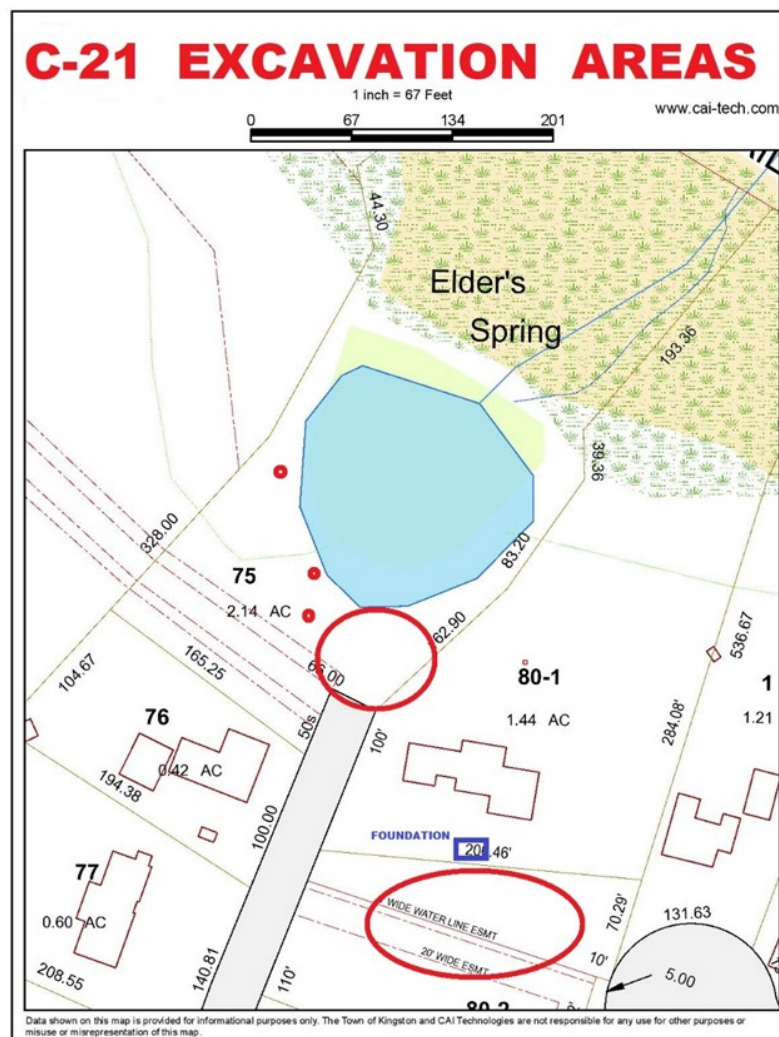 C-21 EXCAVATION AREAS
1 inch = 67 Feet
www.cai-tech.com
0 67 134 201
44.30
Elder's
Spring
193.36
39.36
328.00
83.20
75
2.14 AC
62.90
536.67
104.67
165.25
65.00
80-1
1
1.44 AC
1.21
76
50s
100'
284.08'
0.42 AC
194.38
100.00
FOUNDATION
77
WIDE WATER LINE ESMT
70.29'
131.63
0.60 AC
20' WIDE ESMT
10'
208.55
140.81
110'
5.00
80-2
Data shown on this map is provided for informational purposes only. The Town of Kingston and CAI Technologies are not responsible for any use for other purposes or
misuse or misrepresentation of this map.